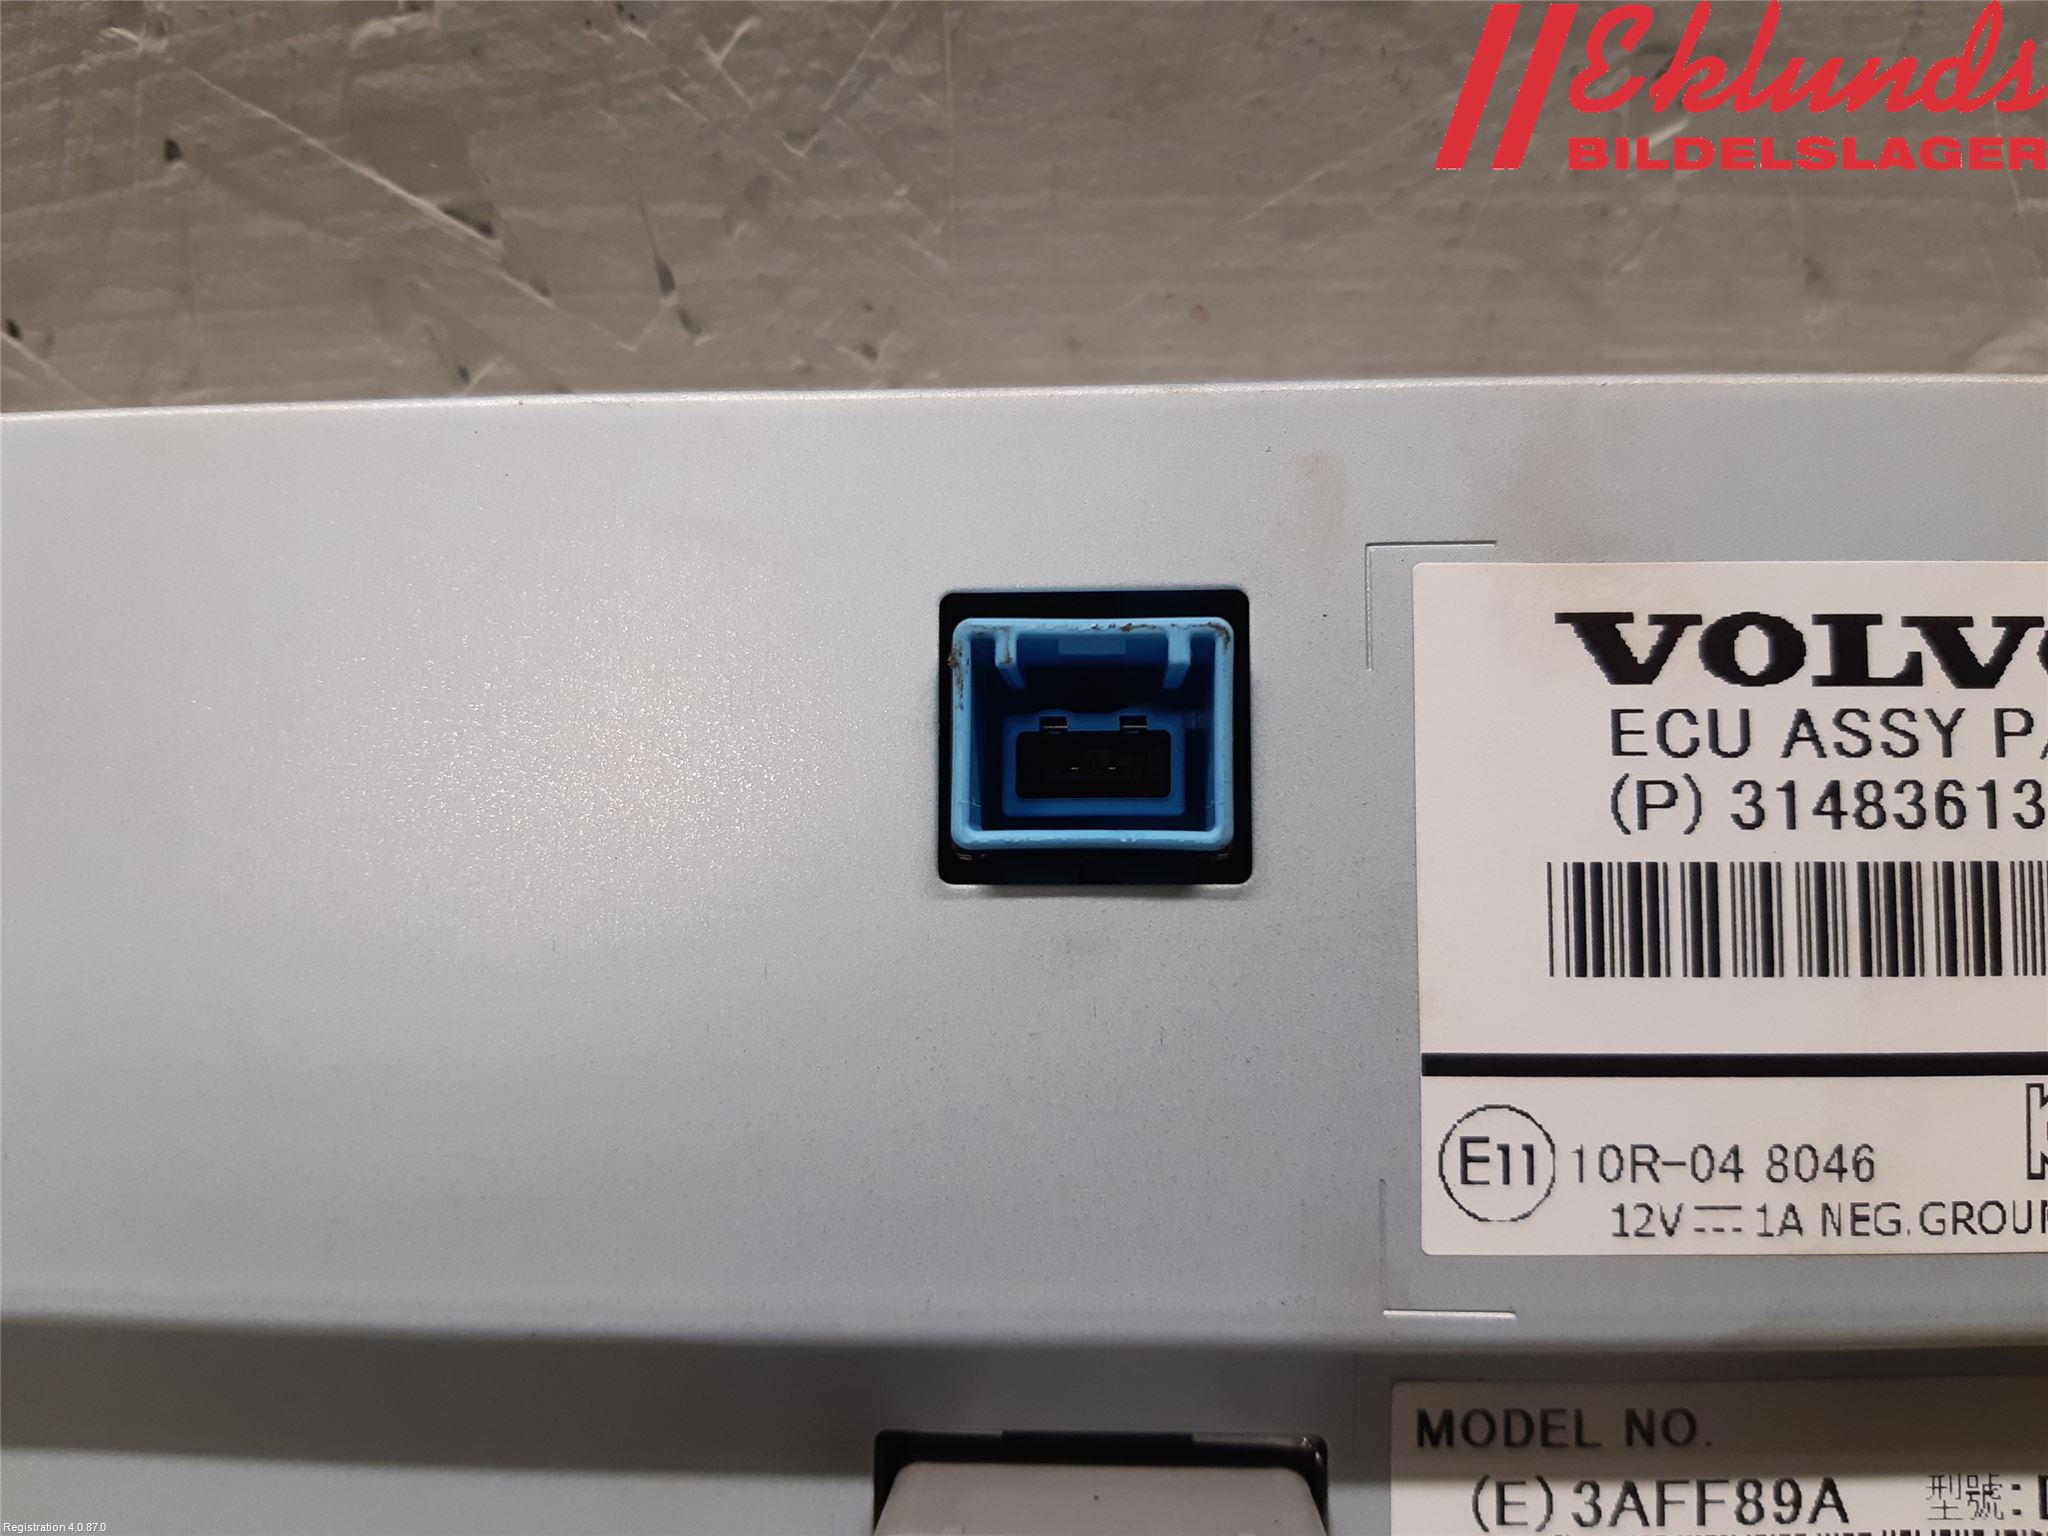 Eklunds
BILDELSLAGER
VOLVO
ECU ASSY PA
(P) 31483613
E11 10R-04 8046
12V⎓1A NEG.GROUN
MODEL NO.
(E) 3AFF89A 型號:
Registration 4.0.87.0